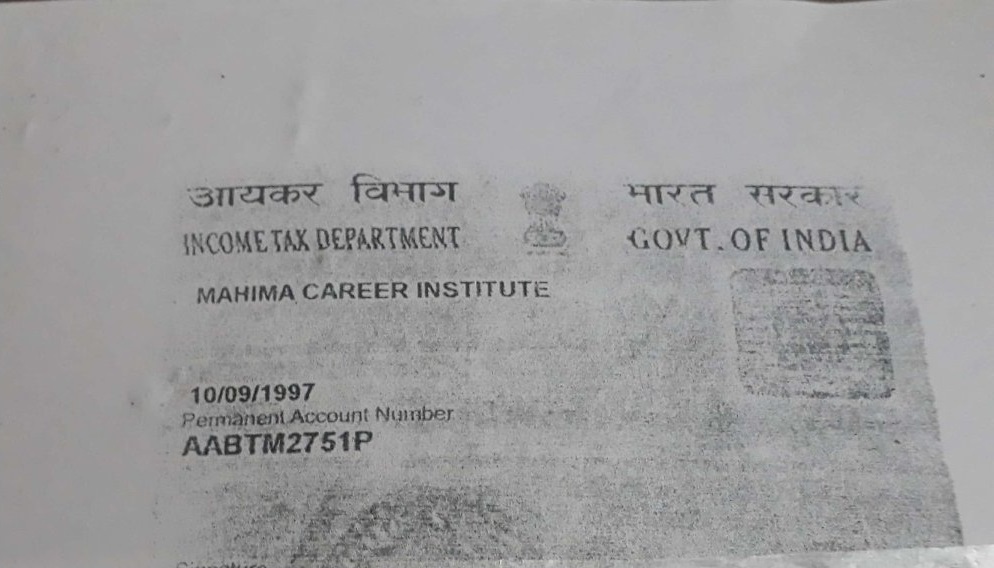 आयकर विभाग
भारत सरकार
INCOME TAX DEPARTMENT
GOVT. OF INDIA
MAHIMA CAREER INSTITUTE
10/09/1997
Permanent Account Number
AABTM2751P
Signature